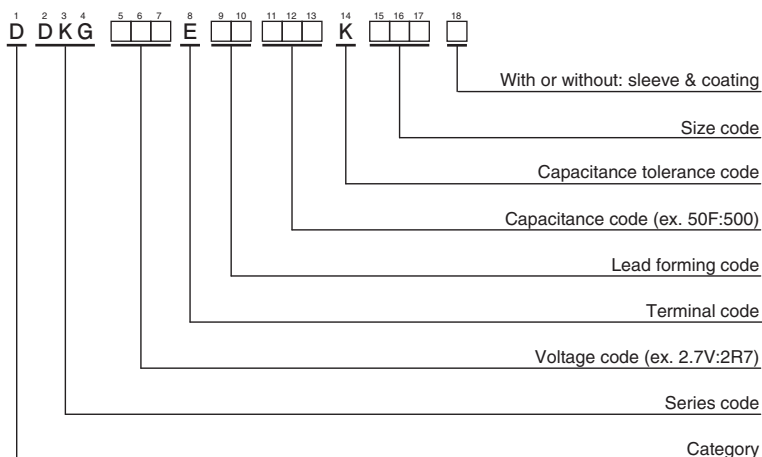 1 2 3 4 5 6 7 8 9 10 11 12 13 14 15 16 17 18
D DKG E K
With or without: sleeve & coating
Size code
Capacitance tolerance code
Capacitance code (ex. 50F:500)
Lead forming code
Terminal code
Voltage code (ex. 2.7V:2R7)
Series code
Category